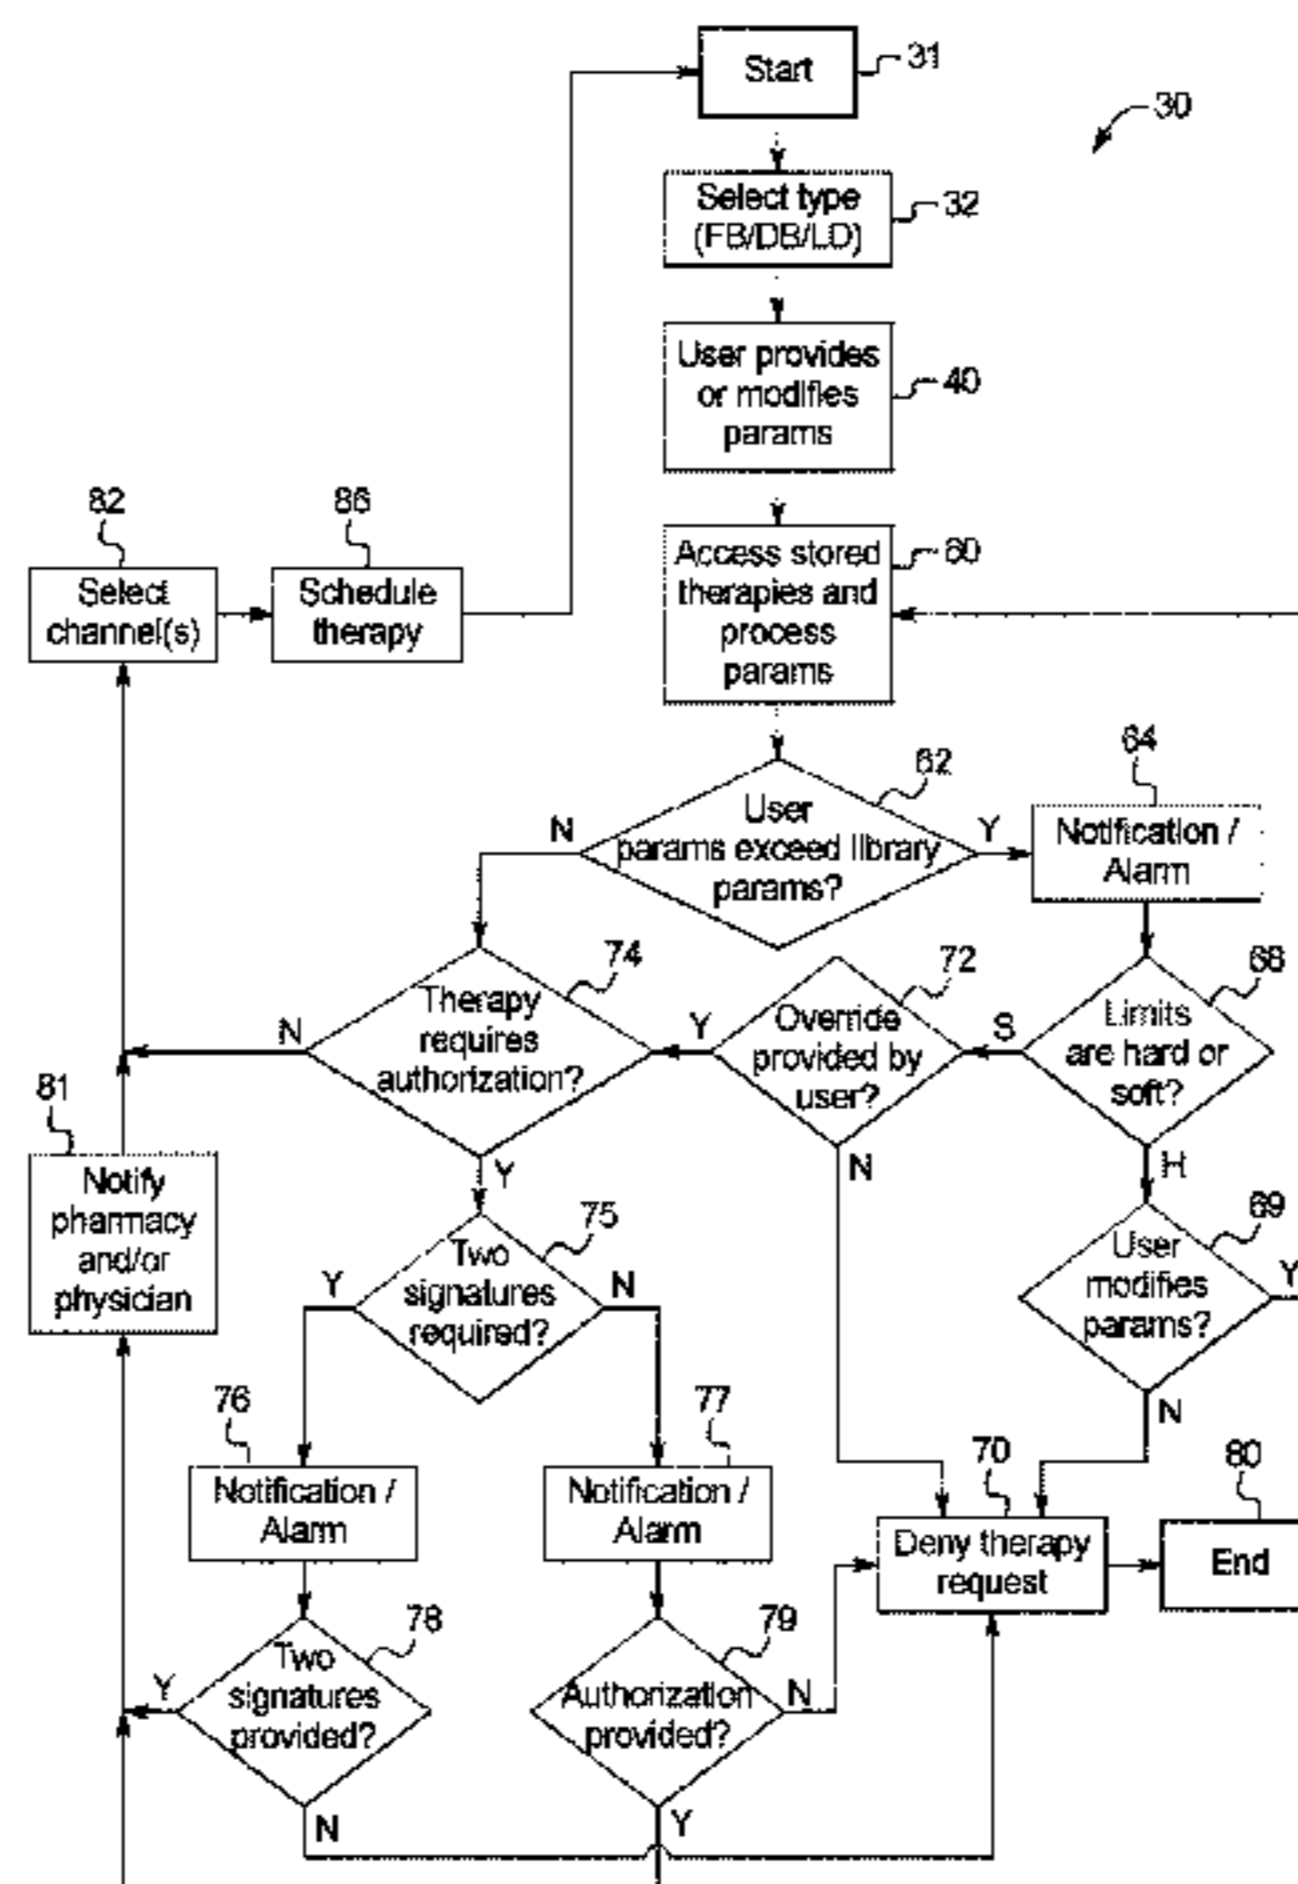 Start
31
30
Select type
(FB/DB/LD)
32
User provides
or modifies
params
40
82
86
Select
channel(s)
Schedule
therapy
Access stored
therapies and
process
params
60
62
64
User
params exceed library
params?
N
Y
Notification /
Alarm
74
72
68
Therapy
requires
authorization?
N
Y
Override
provided by
user?
S
Limits
are hard or
soft?
81
Y
N
H
Notify
pharmacy
and/or
physician
75
69
Two
signatures
required?
Y
N
User
modifies
params?
Y
N
76
77
70
80
Notification /
Alarm
Notification /
Alarm
Deny therapy
request
End
78
79
Two
signatures
provided?
Y
Authorization
provided?
N
N
Y